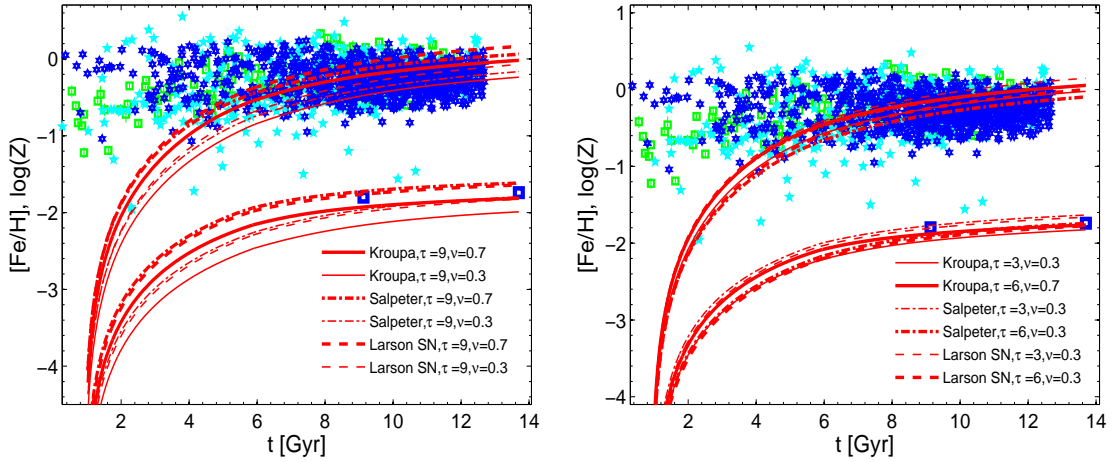 [Fe/H], log(Z)
0
−1
−2
−3
−4
2
4
6
8
10
12
14
t [Gyr]
Kroupa,τ =9,ν=0.7
Kroupa,τ =9,ν=0.3
Salpeter,τ =9,ν=0.7
Salpeter,τ =9,ν=0.3
Larson SN,τ =9,ν=0.7
Larson SN,τ =9,ν=0.3
[Fe/H], log(Z)
1
0
−1
−2
−3
−4
2
4
6
8
10
12
14
t [Gyr]
Kroupa,τ =3,ν=0.3
Kroupa,τ =6,ν=0.7
Salpeter,τ =3,ν=0.3
Salpeter,τ =6,ν=0.3
Larson SN,τ =3,ν=0.3
Larson SN,τ =6,ν=0.3